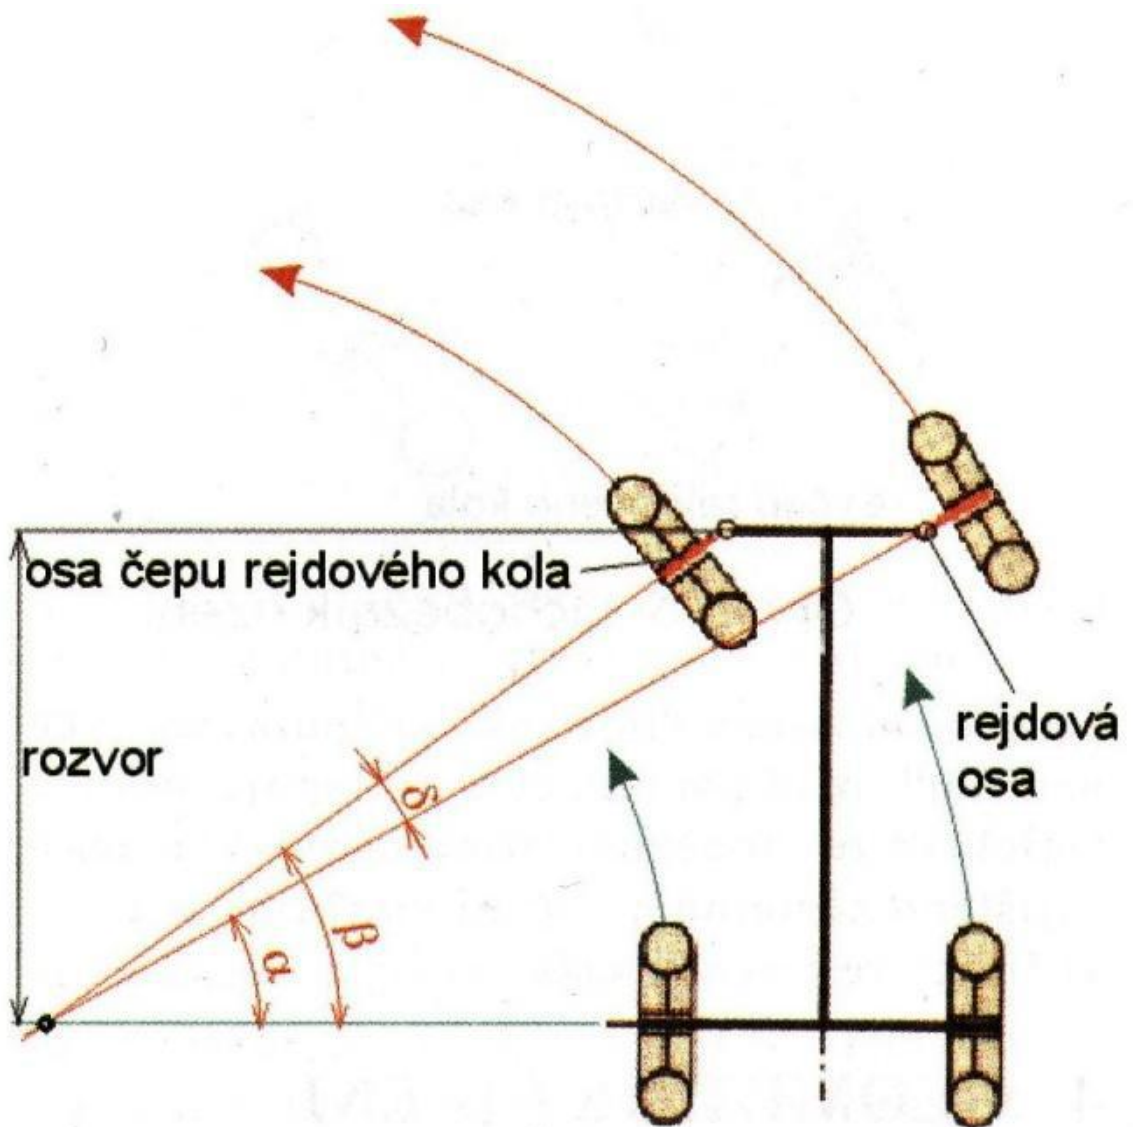 osa čepu rejdového kola
rejdová
osa
rozvor
δ
β
α